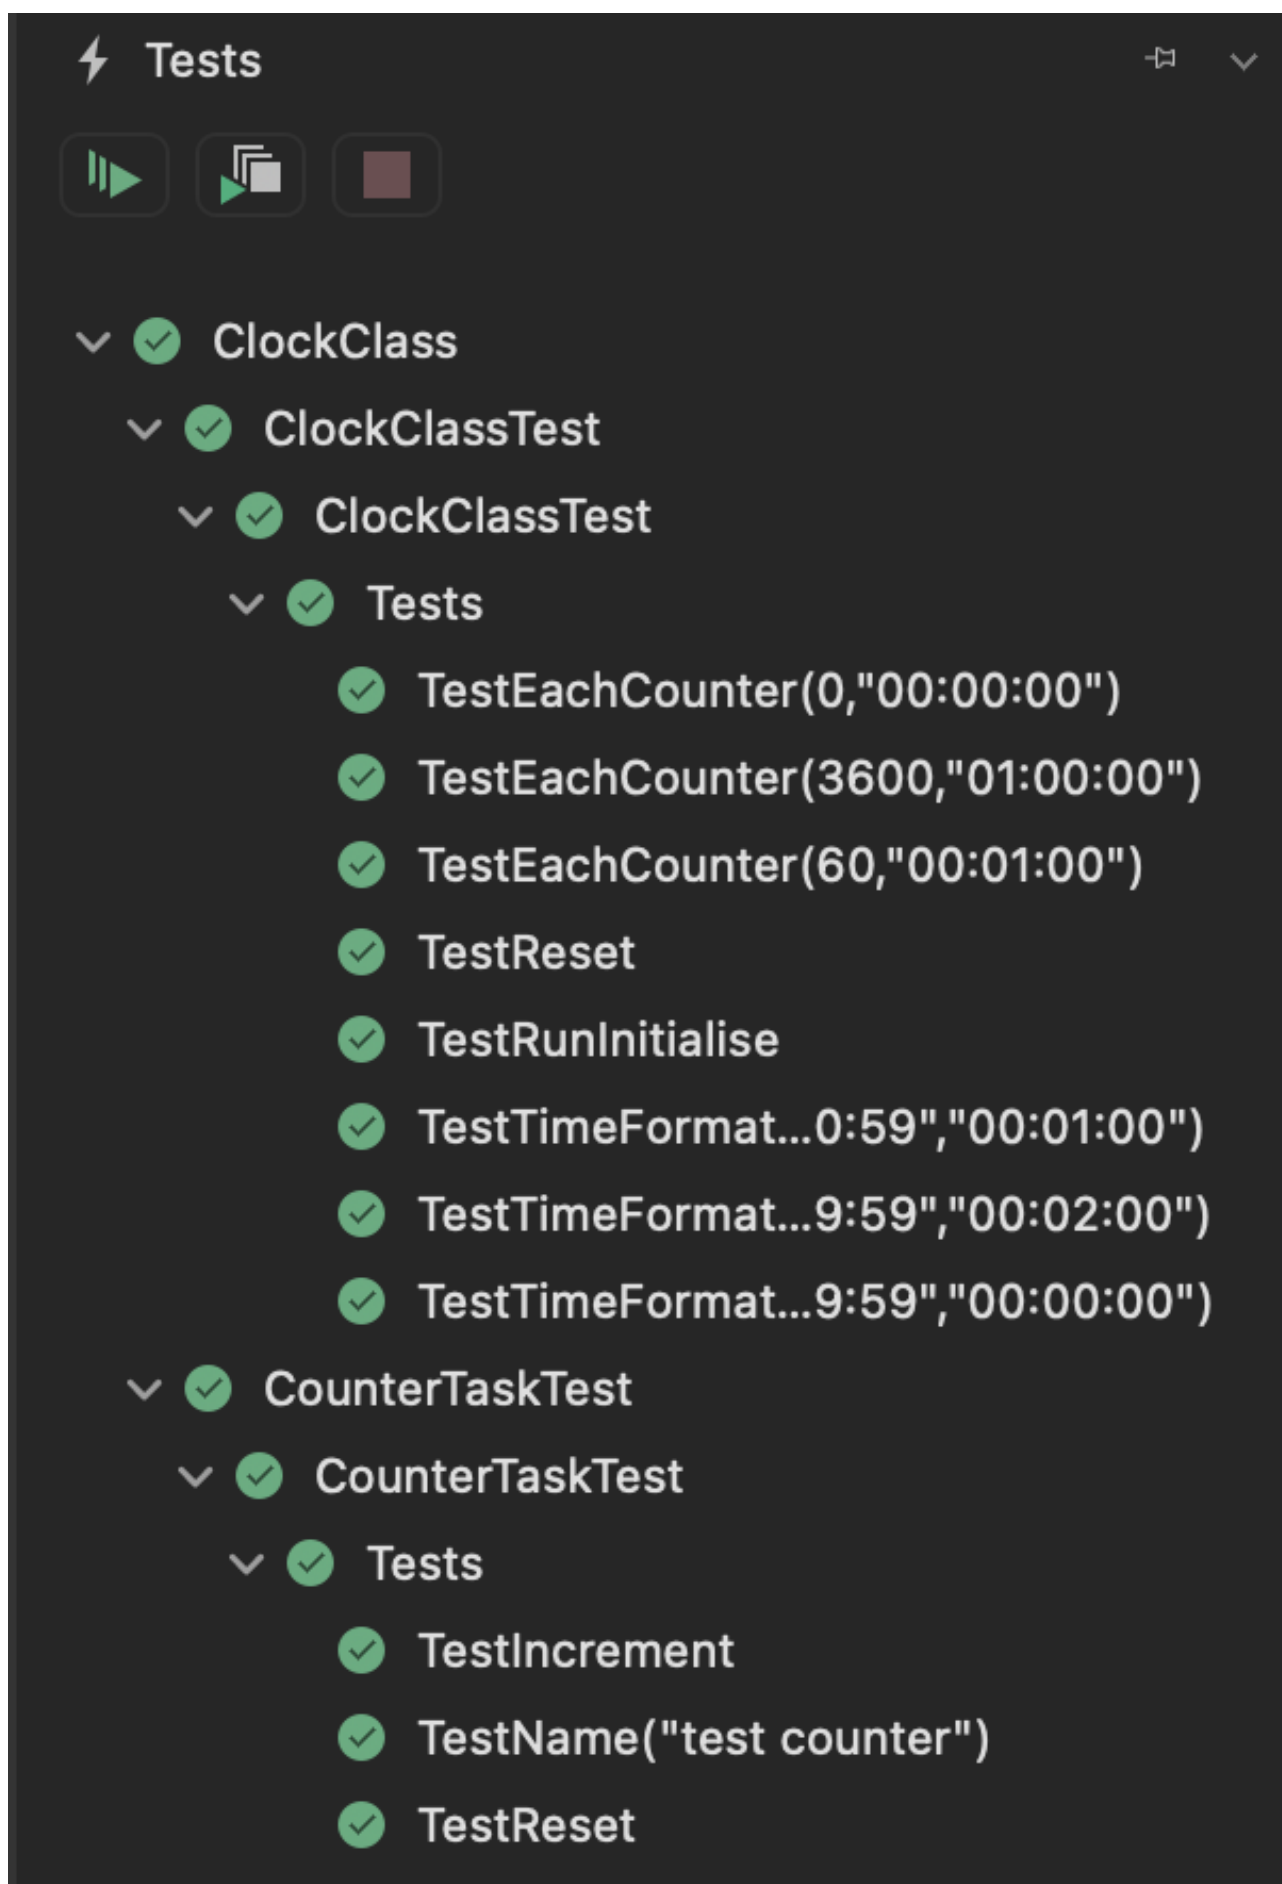 Tests
ClockClass
ClockClassTest
ClockClassTest
Tests
TestEachCounter(0,"00:00:00")
TestEachCounter(3600,"01:00:00")
TestEachCounter(60,"00:01:00")
TestReset
TestRunInitialise
TestTimeFormat...0:59","00:01:00")
TestTimeFormat...9:59","00:02:00")
TestTimeFormat...9:59","00:00:00")
CounterTaskTest
CounterTaskTest
Tests
TestIncrement
TestName("test counter")
TestReset